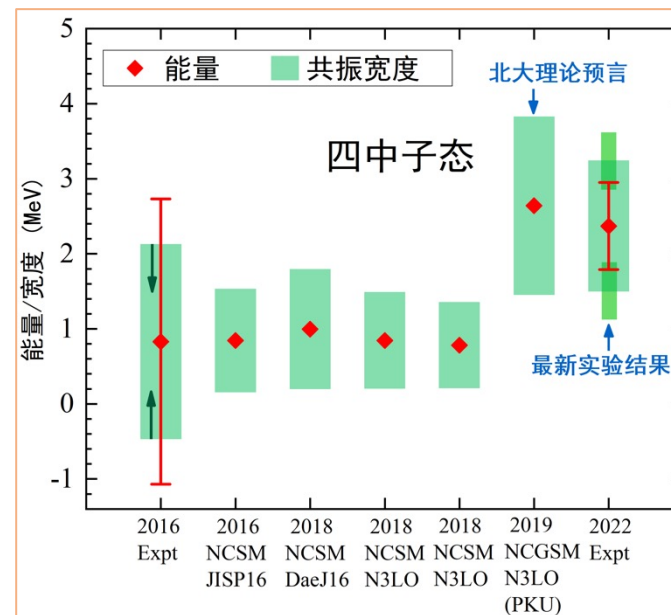 5
4
3
2
1
0
-1
能量/宽度 (MeV)
能量 共振宽度
北大理论预言
四中子态
最新实验结果
2016 2016 2018 2018 2018 2019 2022
Expt NCSM NCSM NCSM NCSM NCGSM Expt
JISP16 DaeJ16 N3LO N3LO N3LO
(PKU)